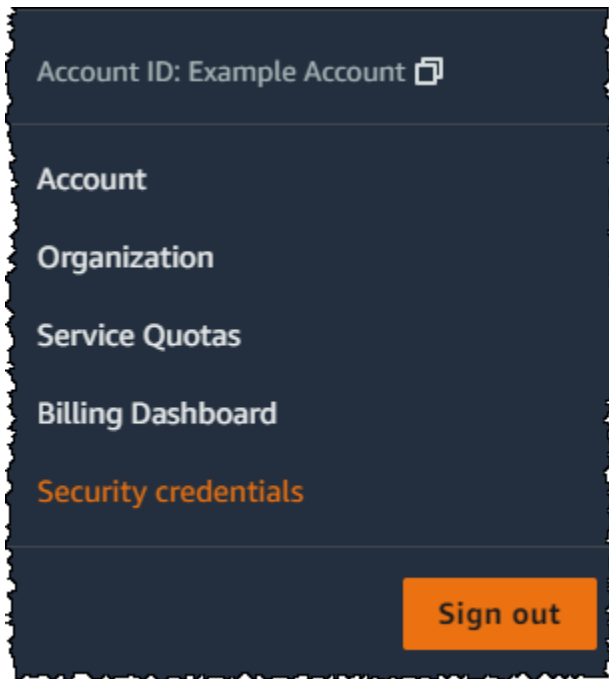 Account ID: Example Account
Account
Organization
Service Quotas
Billing Dashboard
Security credentials
Sign out